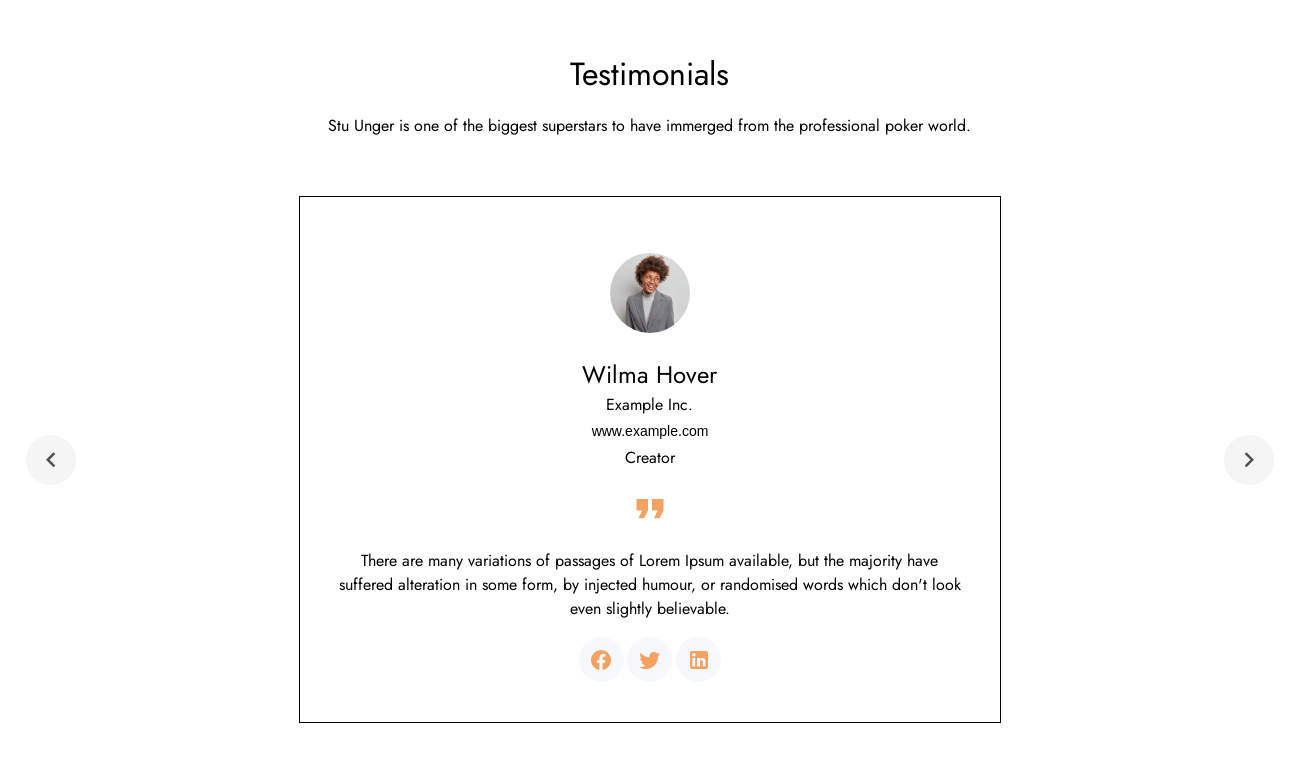 Testimonials
Stu Unger is one of the biggest superstars to have immerged from the professional poker world.
Wilma Hover
Example Inc.
www.example.com
Creator
There are many variations of passages of Lorem Ipsum available, but the majority have
suffered alteration in some form, by injected humour, or randomised words which don't look
even slightly believable.